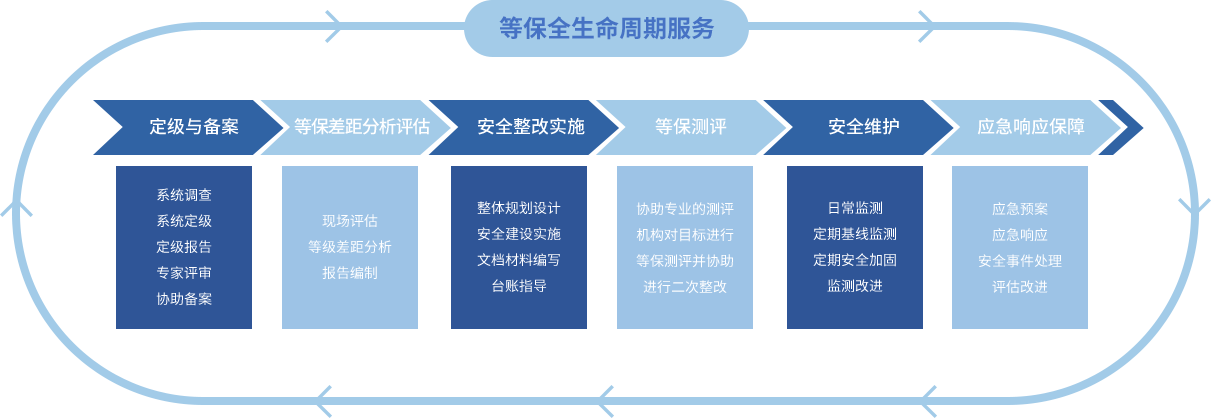 等保全生命周期服务
定级与备案
等保差距分析评估
安全整改实施
等保测评
安全维护
应急响应保障
系统调查
系统定级
定级报告
专家评审
协助备案
现场评估
等级差距分析
报告编制
整体规划设计
安全建设实施
文档材料编写
台账指导
协助专业的测评
机构对目标进行
等保测评并协助
进行二次整改
日常监测
定期基线监测
定期安全加固
监测改进
应急预案
应急响应
安全事件处理
评估改进